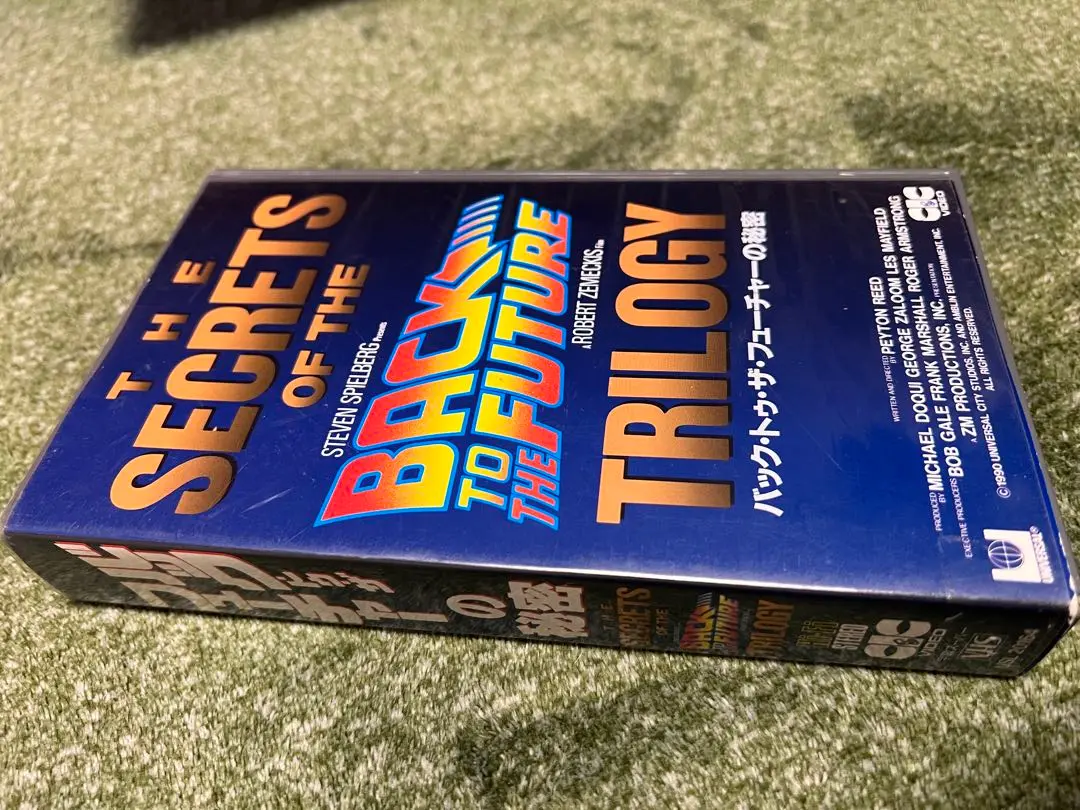 THE
SECRETS
OF THE
STEVEN SPIELBERG Presents
BACK
TO
THE FUTURE
A ROBERT ZEMECKIS Film
TRILOGY
バック・トゥ・ザ・フューチャーの秘密
WRITTEN AND DIRECTED BY PEYTON REED
PRODUCED BY MICHAEL DOQUI GEORGE ZALOOM LES MAYFIELD
EXECUTIVE PRODUCERS BOB GALE FRANK MARSHALL ROGER ARMSTRONG
A ZM PRODUCTIONS, INC. PRESENTATION
©1990 UNIVERSAL CITY STUDIOS, INC. AND AMBLIN ENTERTAINMENT, INC.
ALL RIGHTS RESERVED.
UNIVERSAL®
CIC
VIDEO
フューチャーの秘密
THE
SECRETS
OF THE
BACK
TO THE FUTURE
TRILOGY
STEREO
CIC
VIDEO
VHS